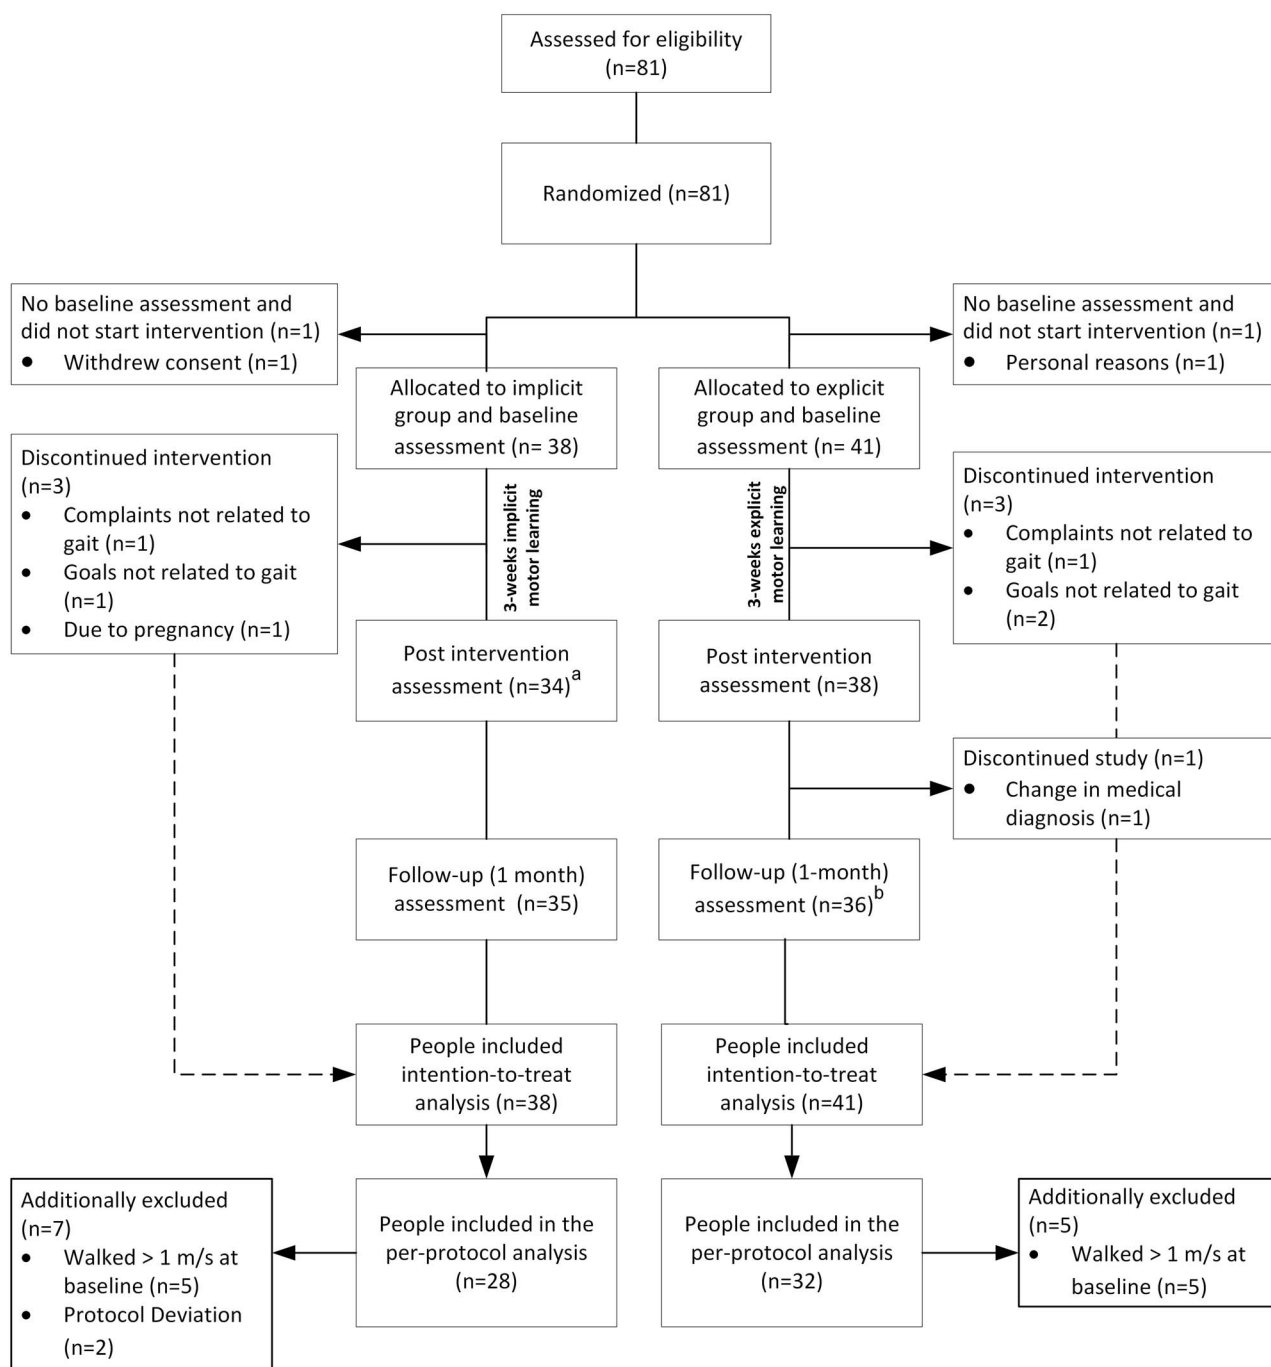 Assessed for eligibility
(n=81)
Randomized (n=81)
No baseline assessment and
did not start intervention (n=1)
● Withdrew consent (n=1)
No baseline assessment and
did not start intervention (n=1)
● Personal reasons (n=1)
Allocated to implicit
group and baseline
assessment (n= 38)
Allocated to explicit
group and baseline
assessment (n= 41)
Discontinued intervention
(n=3)
● Complaints not related to
gait (n=1)
● Goals not related to gait
(n=1)
● Due to pregnancy (n=1)
3-weeks implicit
motor learning
3-weeks explicit
motor learning
Discontinued intervention
(n=3)
● Complaints not related to
gait (n=1)
● Goals not related to gait
(n=2)
Post intervention
assessment (n=34)a
Post intervention
assessment (n=38)
Discontinued study (n=1)
● Change in medical
diagnosis (n=1)
Follow-up (1 month)
assessment (n=35)
Follow-up (1-month)
assessment (n=36)b
People included
intention-to-treat
analysis (n=38)
People included
intention-to-treat
analysis (n=41)
Additionally excluded
(n=7)
● Walked > 1 m/s at
baseline (n=5)
● Protocol Deviation
(n=2)
People included in the
per-protocol analysis
(n=28)
People included in the
per-protocol analysis
(n=32)
Additionally excluded
(n=5)
● Walked > 1 m/s at
baseline (n=5)